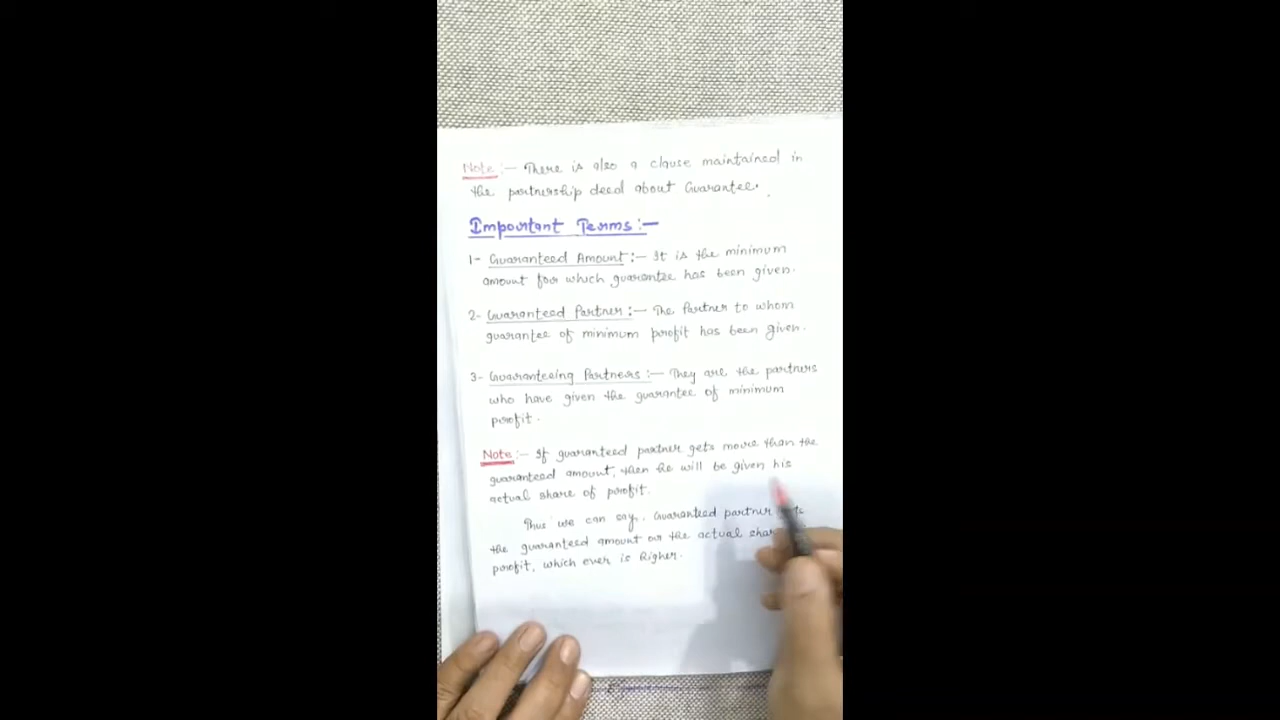 Note :- There is also a clause maintained in
the partnership deed about Guarantee.
Important Terms :-
1- Guaranteed Amount :- It is the minimum
amount for which guarantee has been given.
2- Guaranteed Partner :- The Partner to whom
guarantee of minimum profit has been given.
3- Guaranteeing Partners :- They are the partners
who have given the guarantee of minimum
profit.
Note :- If guaranteed partner gets more than the
guaranteed amount, then he will be given his
actual share of profit.
Thus we can say, Guaranteed partner
the guaranteed amount or the actual
profit, which ever is higher.